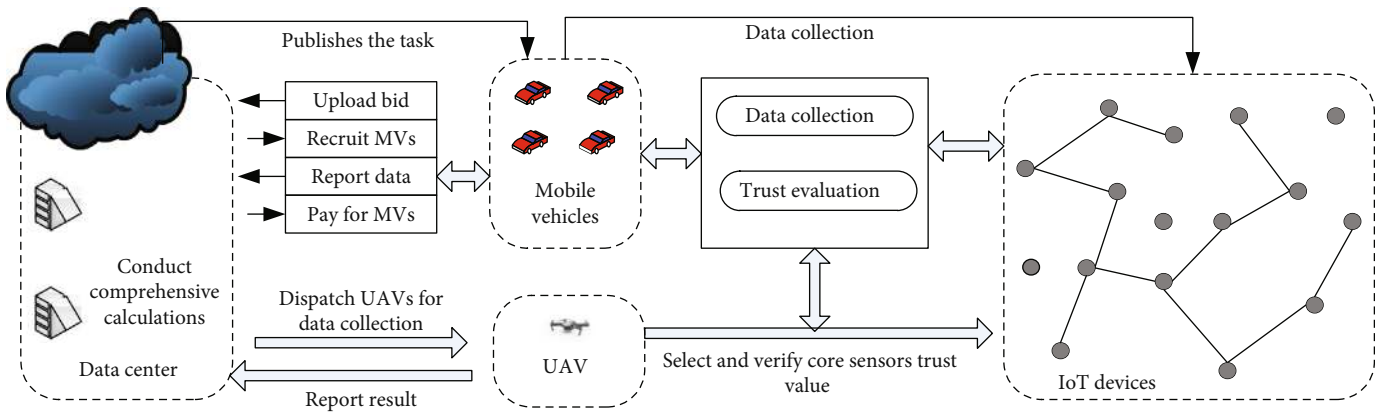 Publishes the task
Data collection
Upload bid
Recruit MVs
Report data
Pay for MVs
Mobile
vehicles
Data collection
Trust evaluation
Conduct
comprehensive
calculations
Data center
Dispatch UAVs for
data collection
Report result
UAV
Select and verify core sensors trust
value
IoT devices